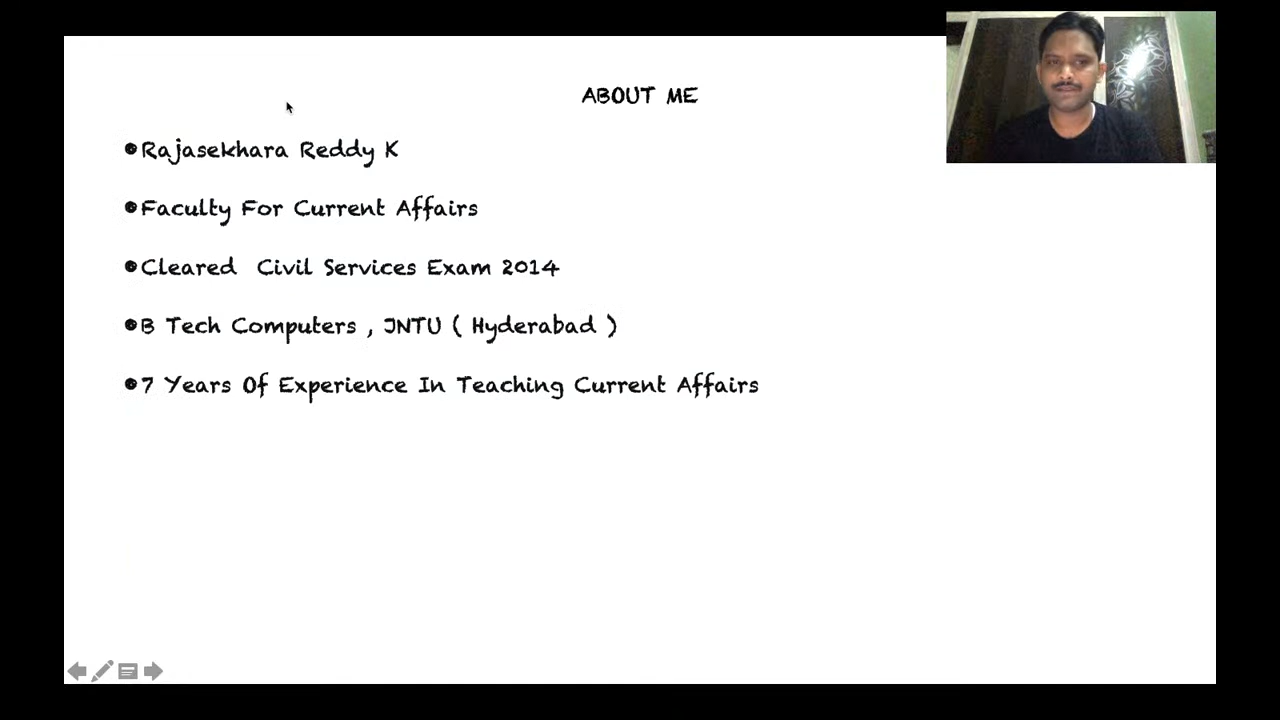 ABOUT ME
•Rajasekhara Reddy K
•Faculty For Current Affairs
•Cleared  Civil Services Exam 2014
•B Tech Computers , JNTU ( Hyderabad )
•7 Years Of Experience In Teaching Current Affairs